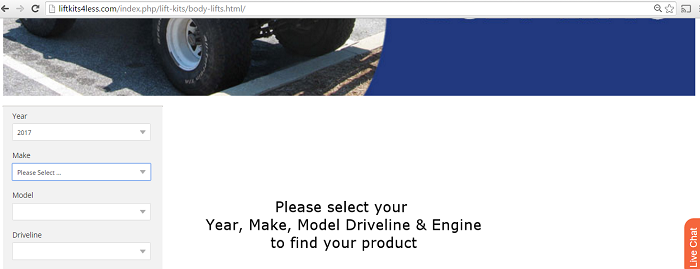 liftkits4less.com/index.php/lift-kits/body-lifts.html/
Year
2017
Make
Please Select ...
Model
Driveline
Please select your
Year, Make, Model Driveline & Engine
to find your product
Live Chat